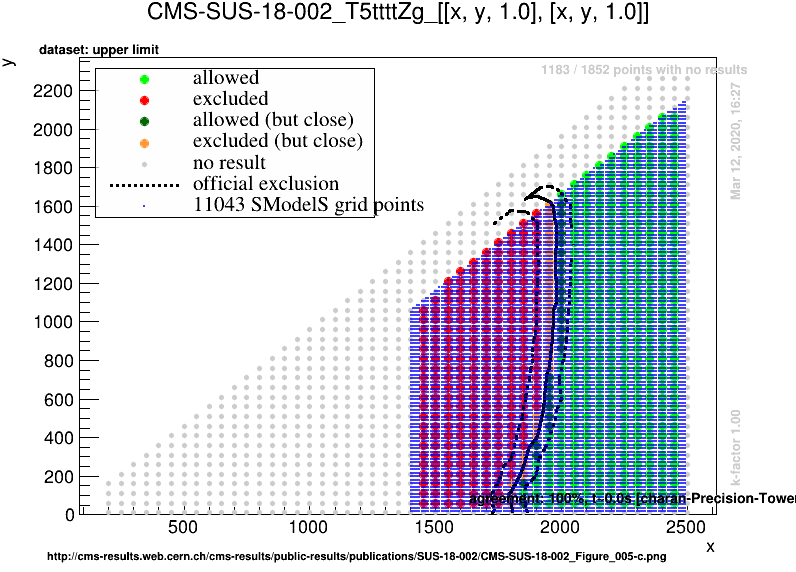 CMS-SUS-18-002_T5ttttZg_[[x, y, 1.0], [x, y, 1.0]]
dataset: upper limit
y
1183 / 1852 points with no results
allowed
excluded
allowed (but close)
excluded (but close)
no result
official exclusion
11043 SModelS grid points
Mar 12, 2020, 16:27
k-factor 1.00
2200
2000
1800
1600
1400
1200
1000
800
600
400
200
0
agreement: 100%, t~0.0s [charan-Precision-Tower
500 1000 1500 2000 2500
x
http://cms-results.web.cern.ch/cms-results/public-results/publications/SUS-18-002/CMS-SUS-18-002_Figure_005-c.png